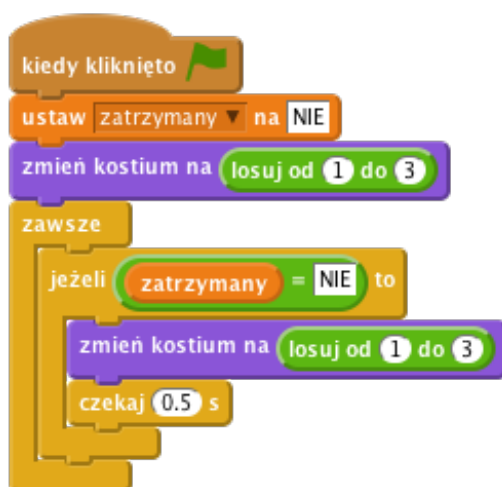 kiedy kliknięto
ustaw zatrzymany na NIE
zmień kostium na losuj od 1 do 3
zawsze
jeżeli zatrzymany = NIE to
zmień kostium na losuj od 1 do 3
czekaj 0.5 s